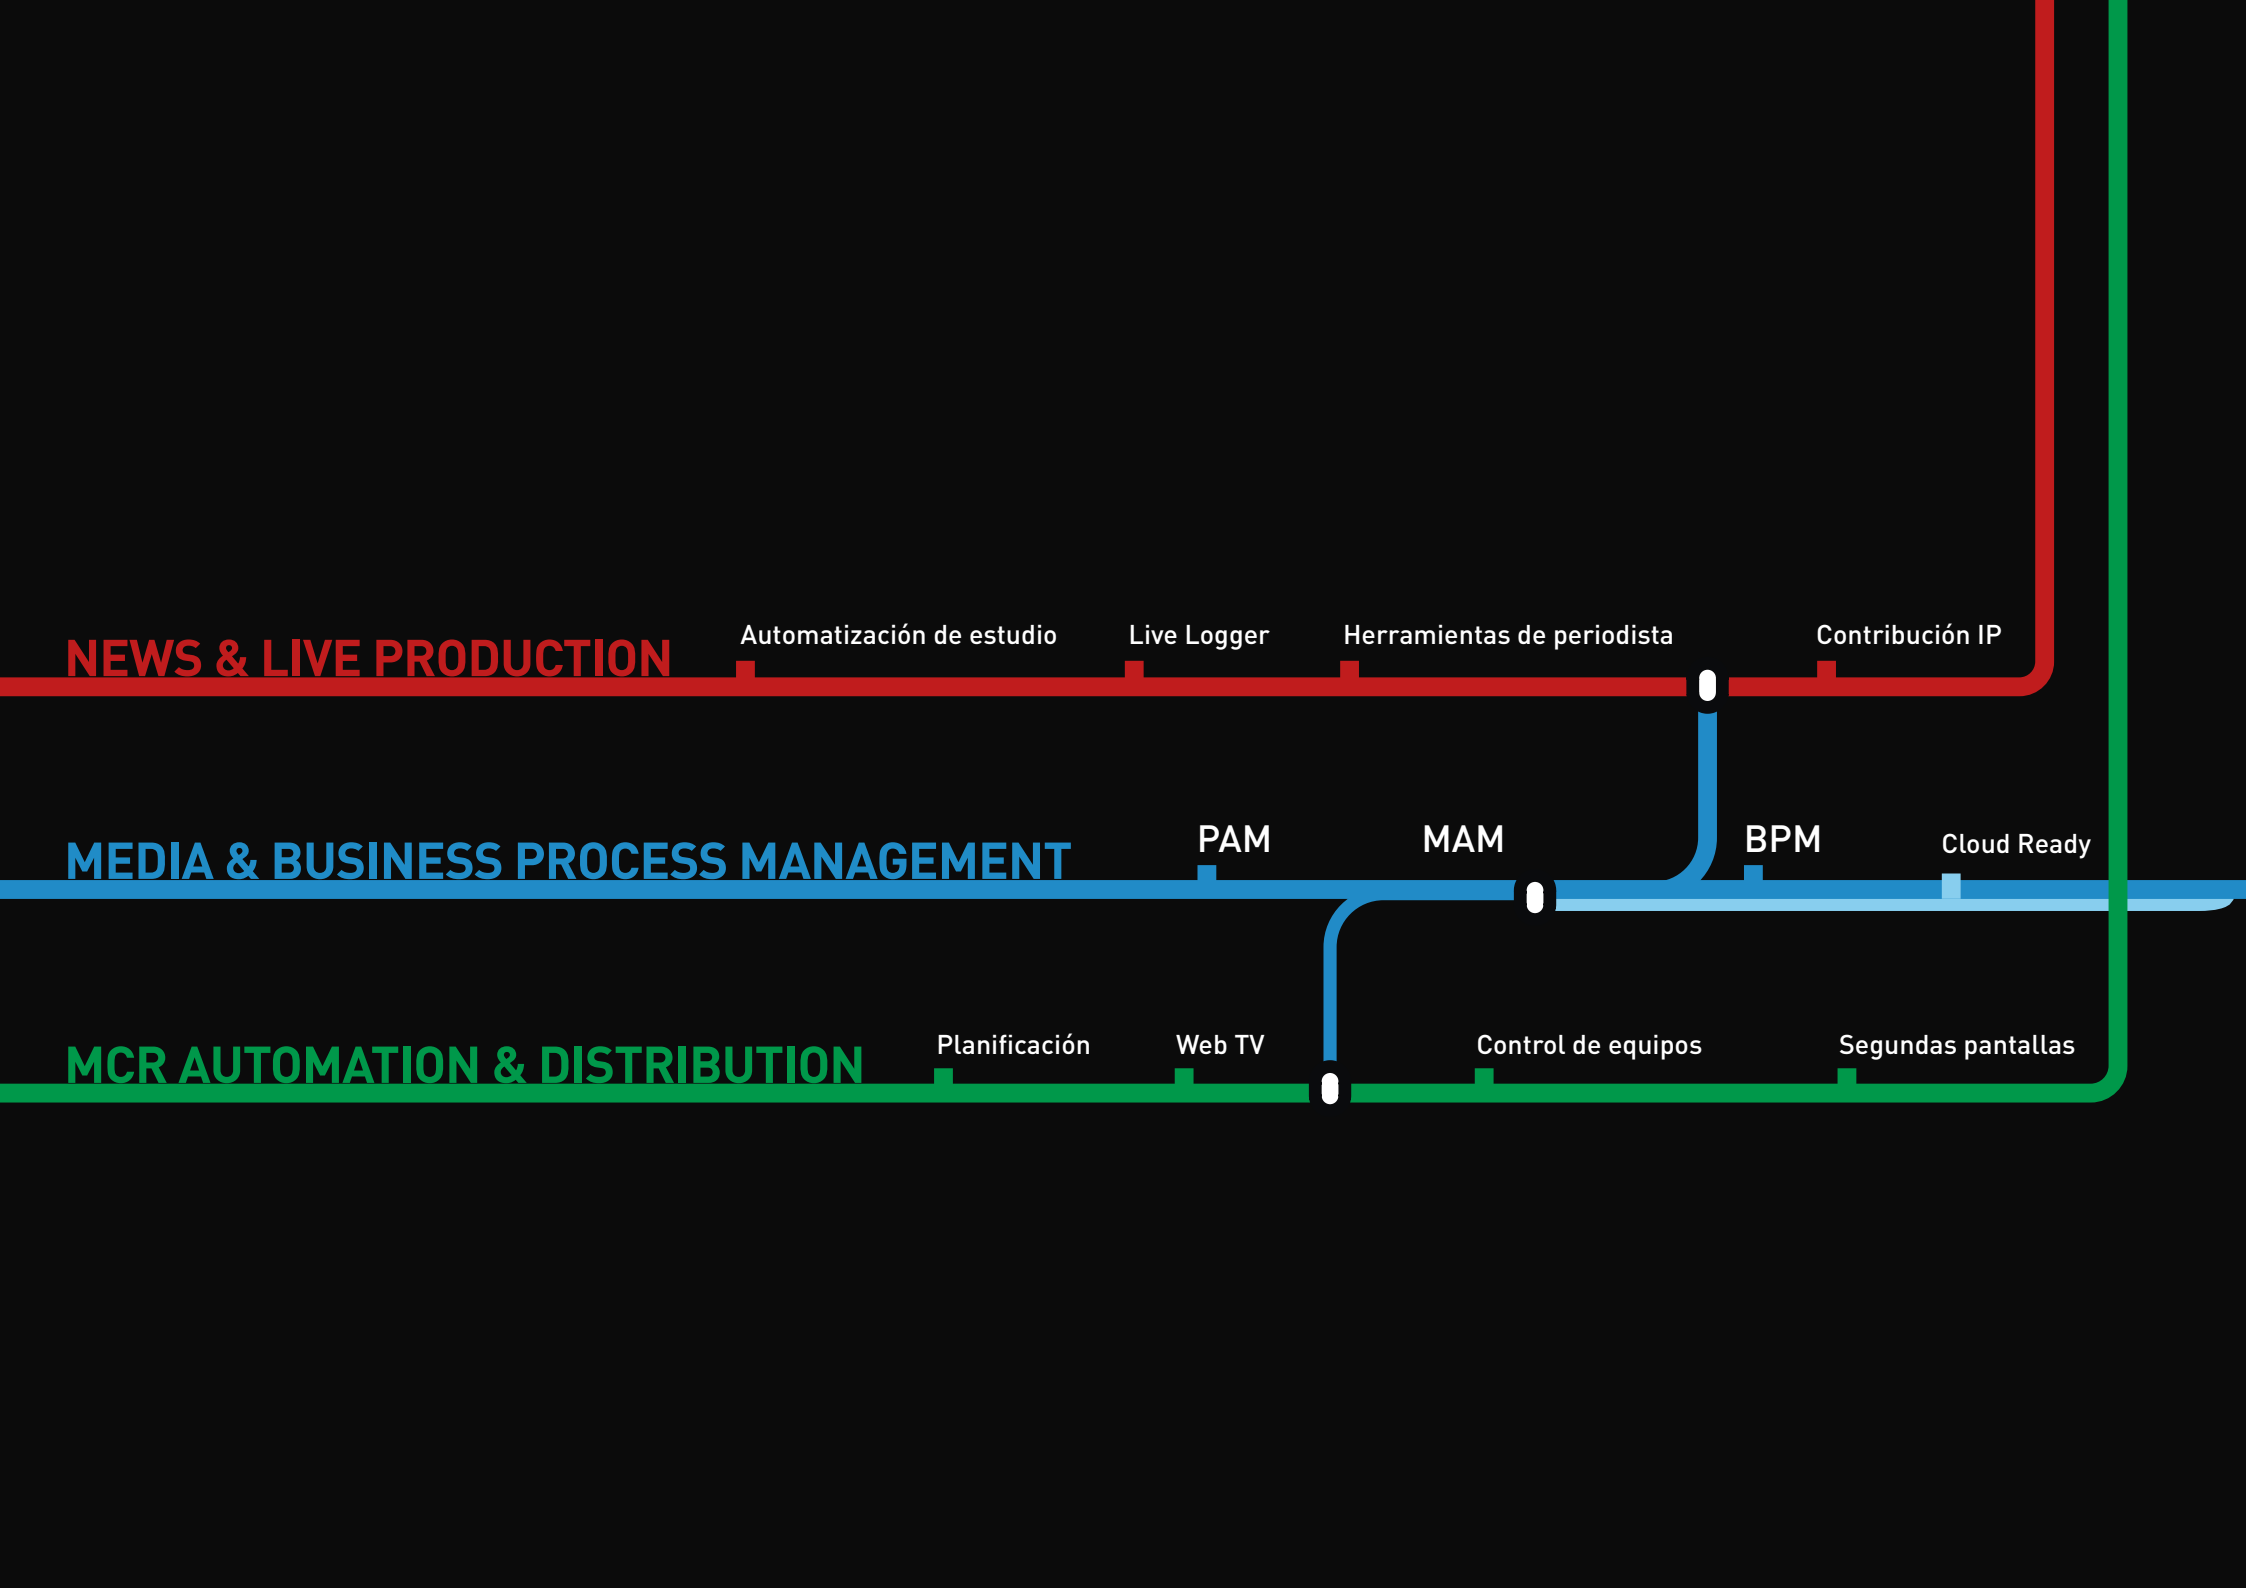 Automatización de estudio
Live Logger
Herramientas de periodista
Contribución IP
NEWS & LIVE PRODUCTION
PAM
MAM
BPM
Cloud Ready
MEDIA & BUSINESS PROCESS MANAGEMENT
Planificación
Web TV
Control de equipos
Segundas pantallas
MCR AUTOMATION & DISTRIBUTION